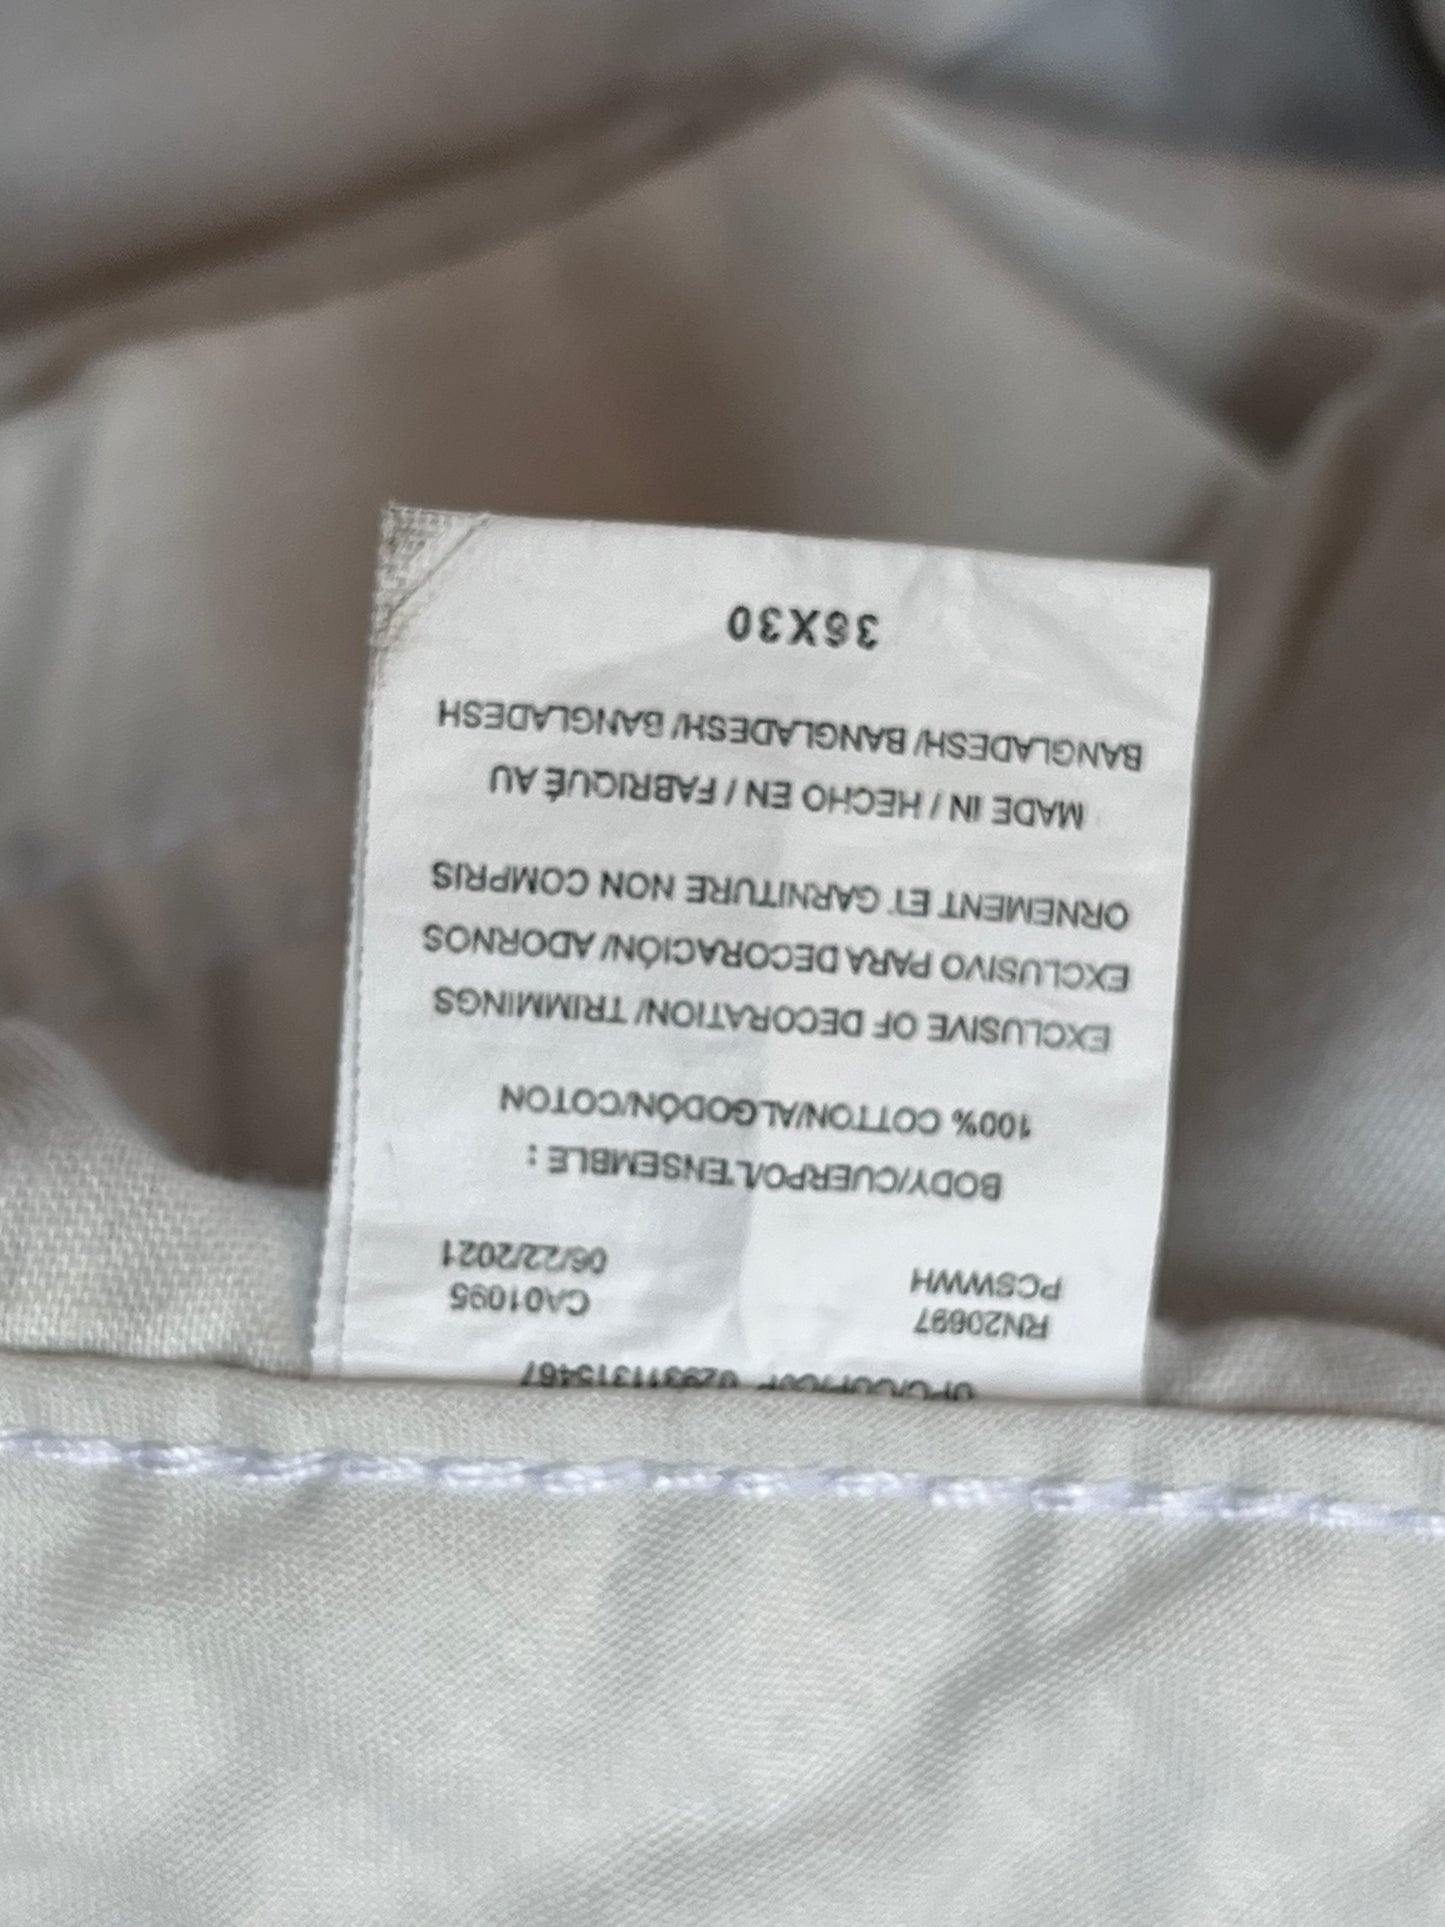 029311315467
RN20697 CA01095
PCSWWH 06/22/2021
BODY/CUERPO/L'ENSEMBLE :
100% COTTON/ALGODÓN/COTON
EXCLUSIVE OF DECORATION/ TRIMMINGS
EXCLUSIVO PARA DECORACIÓN/ ADORNOS
ORNEMENT ET GARNITURE NON COMPRIS
MADE IN / HECHO EN / FABRIQUÉ AU
BANGLADESH/ BANGLADESH/ BANGLADESH
36X30